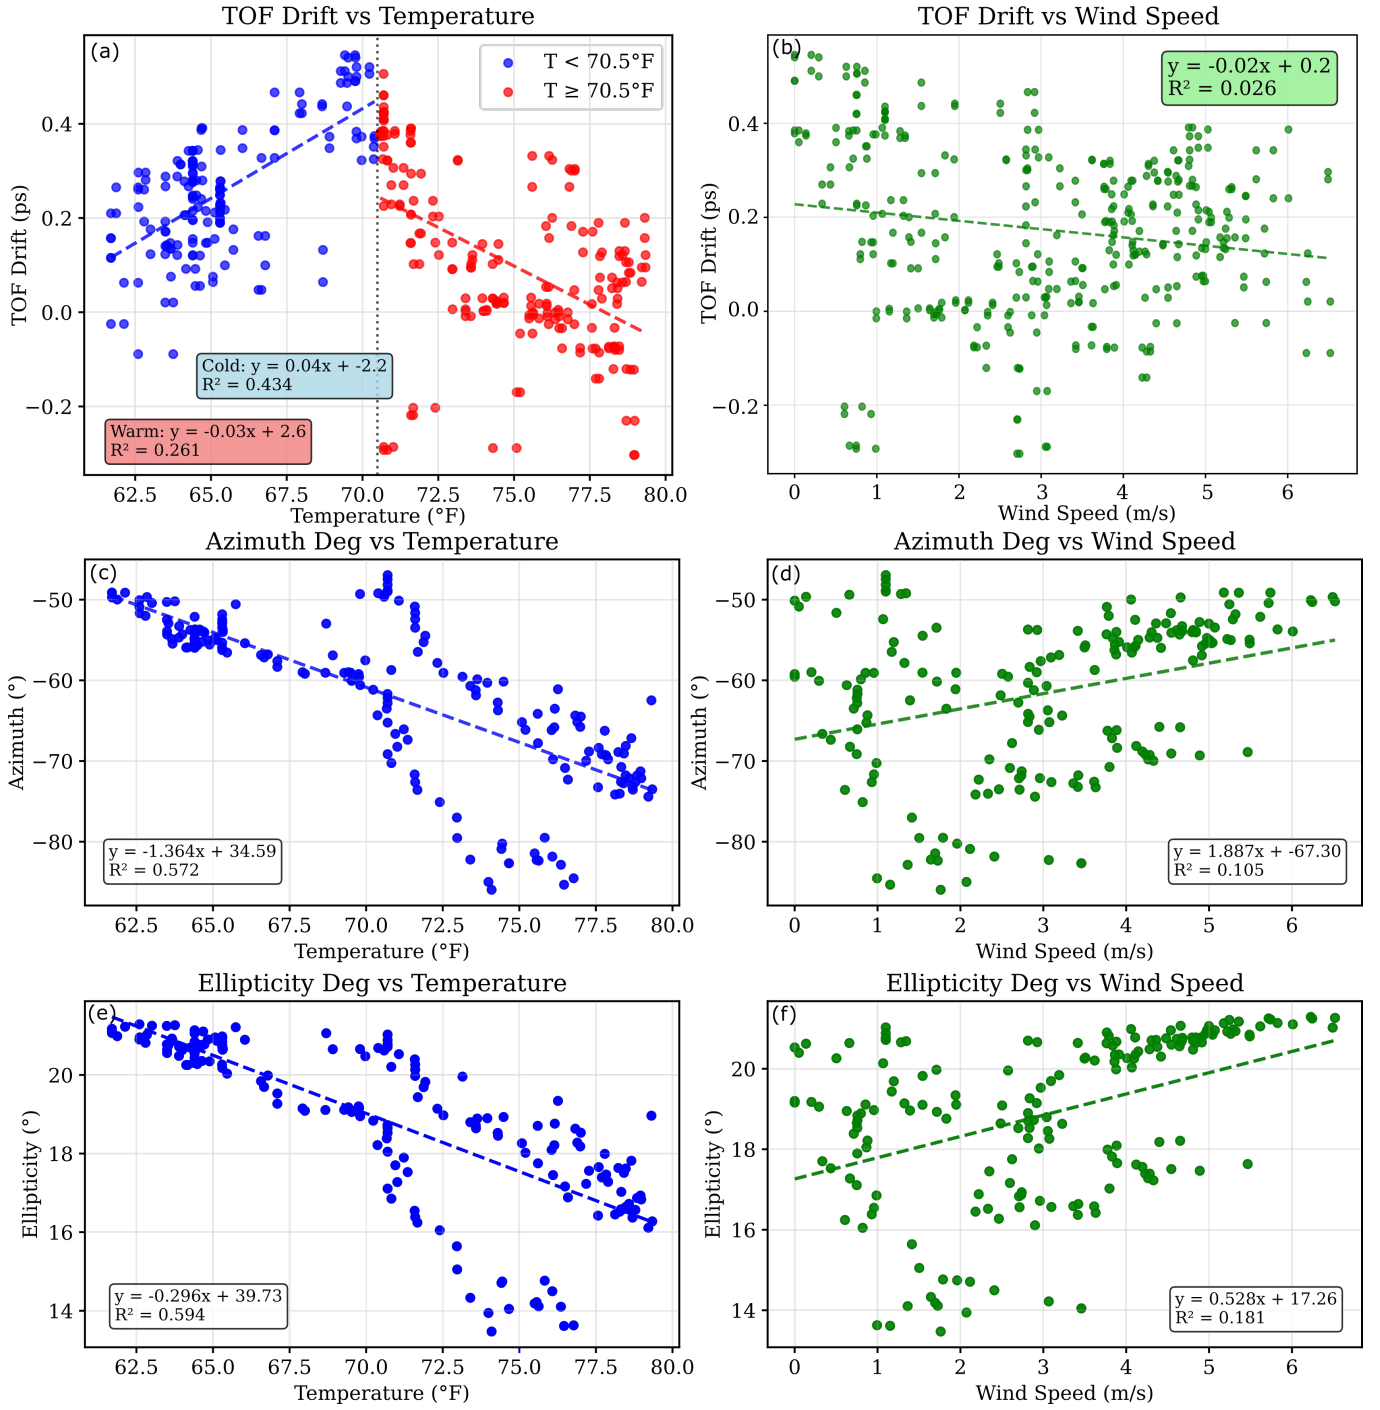 TOF Drift vs Temperature
(a)
T < 70.5°F
T ≥ 70.5°F
0.4
0.2
0.0
−0.2
TOF Drift (ps)
Cold: y = 0.04x + -2.2
R² = 0.434
Warm: y = -0.03x + 2.6
R² = 0.261
62.5 65.0 67.5 70.0 72.5 75.0 77.5 80.0
Temperature (°F)
TOF Drift vs Wind Speed
(b)
y = -0.02x + 0.2
R² = 0.026
0.4
0.2
0.0
−0.2
TOF Drift (ps)
0 1 2 3 4 5 6
Wind Speed (m/s)
Azimuth Deg vs Temperature
(c)
−50
−60
−70
−80
Azimuth (°)
y = -1.364x + 34.59
R² = 0.572
62.5 65.0 67.5 70.0 72.5 75.0 77.5 80.0
Temperature (°F)
Azimuth Deg vs Wind Speed
(d)
−50
−60
−70
−80
Azimuth (°)
y = 1.887x + -67.30
R² = 0.105
0 1 2 3 4 5 6
Wind Speed (m/s)
Ellipticity Deg vs Temperature
(e)
20
18
16
14
Ellipticity (°)
y = -0.296x + 39.73
R² = 0.594
62.5 65.0 67.5 70.0 72.5 75.0 77.5 80.0
Temperature (°F)
Ellipticity Deg vs Wind Speed
(f)
20
18
16
14
Ellipticity (°)
y = 0.528x + 17.26
R² = 0.181
0 1 2 3 4 5 6
Wind Speed (m/s)